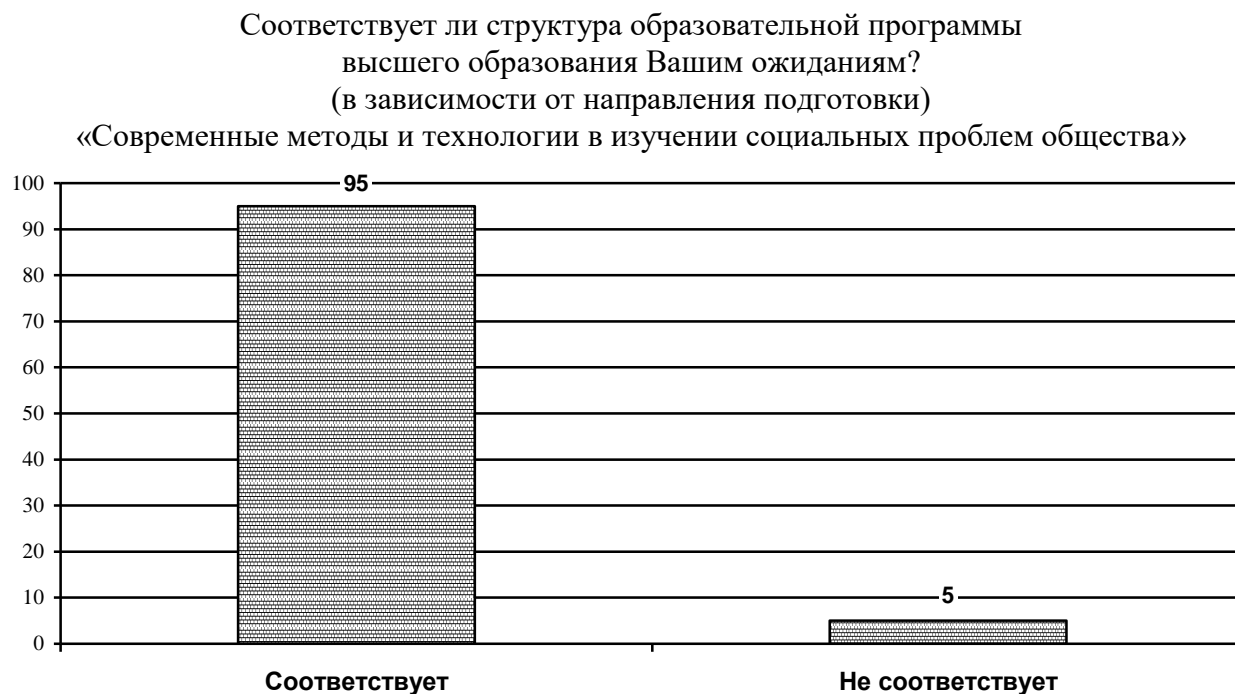 Соответствует ли структура образовательной программы
высшего образования Вашим ожиданиям?
(в зависимости от направления подготовки)
«Современные методы и технологии в изучении социальных проблем общества»
100
90
80
70
60
50
40
30
20
10
0
95
5
Соответствует
Не соответствует